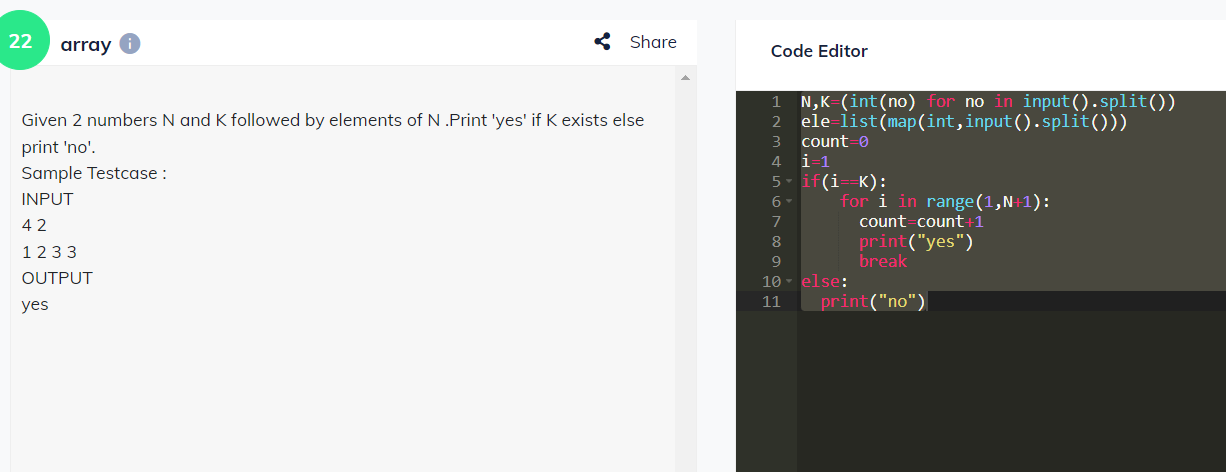 22
array i
Share
Given 2 numbers N and K followed by elements of N .Print 'yes' if K exists else
print 'no'.
Sample Testcase :
INPUT
4 2
1 2 3 3
OUTPUT
yes
Code Editor
1 N,K=(int(no) for no in input().split())
2 ele=list(map(int,input().split()))
3 count=0
4 i=1
5 if(i==K):
6     for i in range(1,N+1):
7       count=count+1
8       print("yes")
9       break
10 else:
11   print("no")